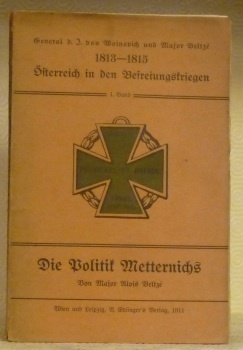 General d. I. von Woinovich und Major Veltzé
1813—1815
Österreich in den Befreiungskriegen
1. Band
Die Politik Metternichs
Von Major Alois Veltzé
Wien und Leipzig. A. Edlinger's Verlag, 1911